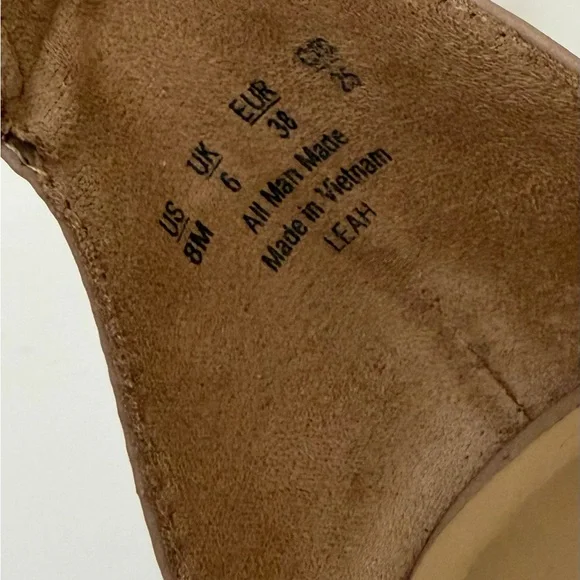 US UK EUR
8M 6 38
All Man Made
Made in Vietnam
LEAH